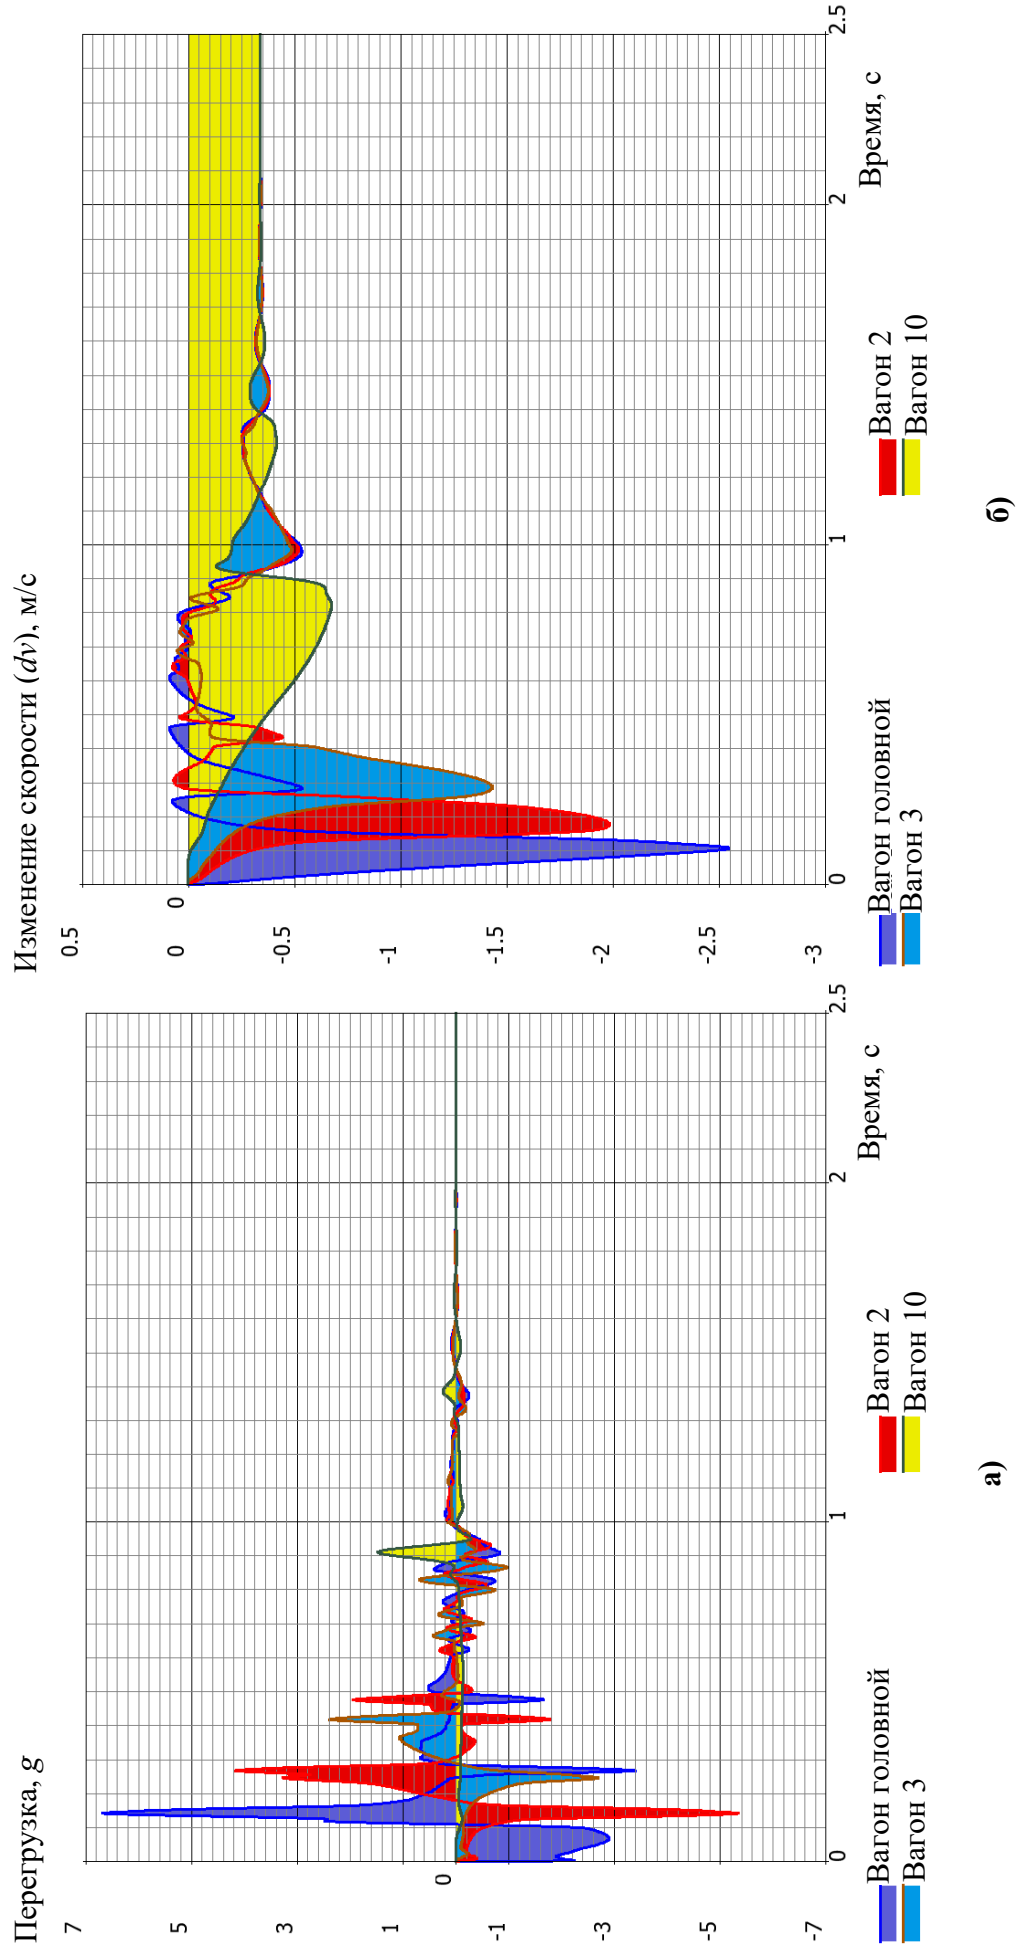 Перегрузка, g
7
5
3
1
0
-1
-3
-5
-7
0
1
2
2.5
Время, с
Вагон головной
Вагон 2
Вагон 3
Вагон 10
а)
Изменение скорости (dv), м/с
0.5
0
-0.5
-1
-1.5
-2
-2.5
-3
0
1
2
2.5
Время, с
Вагон головной
Вагон 2
Вагон 3
Вагон 10
б)